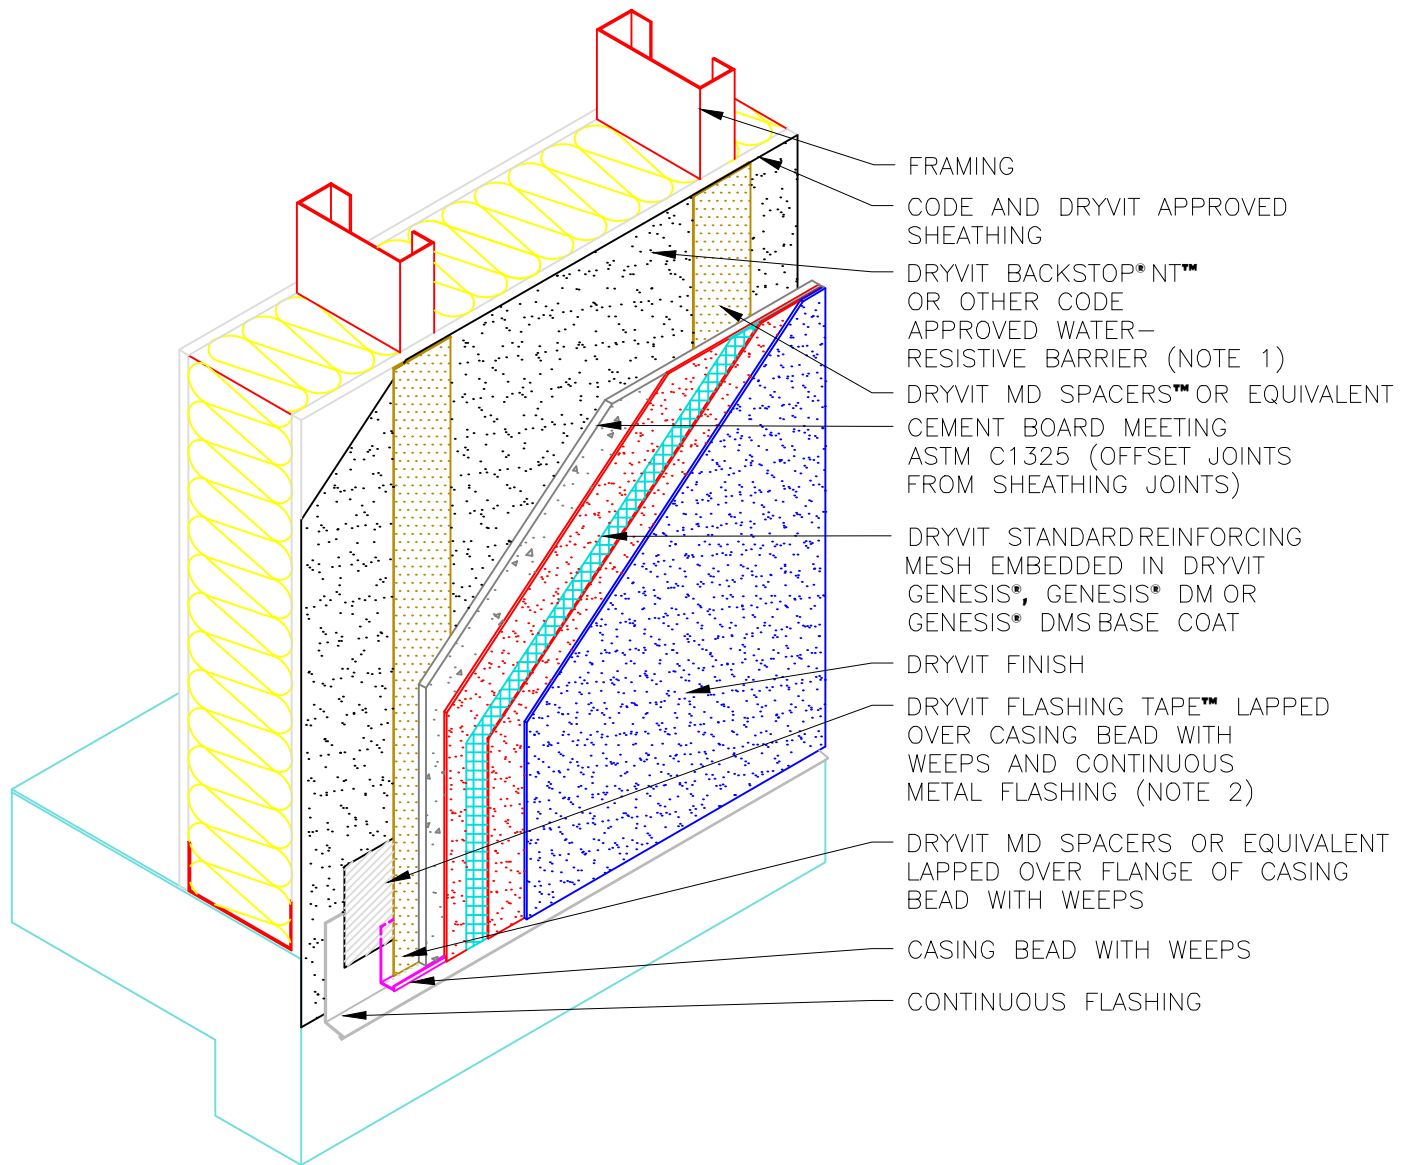 FRAMING
CODE AND DRYVIT APPROVED
SHEATHING
DRYVIT BACKSTOP® NT™
OR OTHER CODE
APPROVED WATER–
RESISTIVE BARRIER (NOTE 1)
DRYVIT MD SPACERS™ OR EQUIVALENT
CEMENT BOARD MEETING
ASTM C1325 (OFFSET JOINTS
FROM SHEATHING JOINTS)
DRYVIT STANDARD REINFORCING
MESH EMBEDDED IN DRYVIT
GENESIS®, GENESIS® DM OR
GENESIS® DMS BASE COAT
DRYVIT FINISH
DRYVIT FLASHING TAPE™ LAPPED
OVER CASING BEAD WITH
WEEPS AND CONTINUOUS
METAL FLASHING (NOTE 2)
DRYVIT MD SPACERS OR EQUIVALENT
LAPPED OVER FLANGE OF CASING
BEAD WITH WEEPS
CASING BEAD WITH WEEPS
CONTINUOUS FLASHING